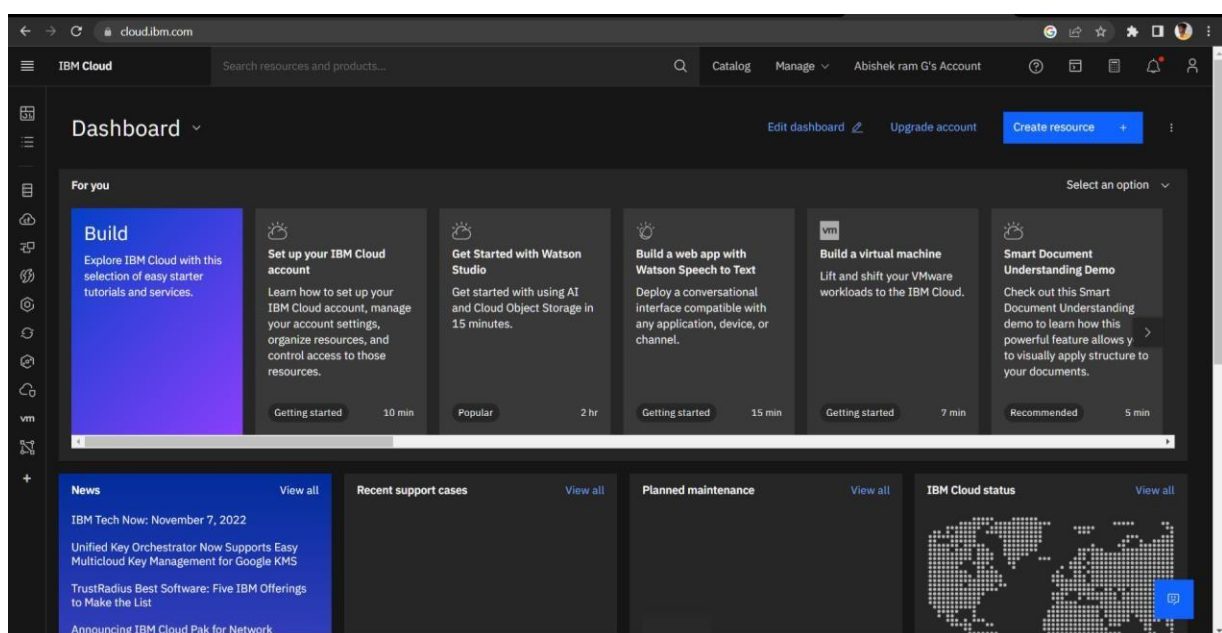 cloud.ibm.com
IBM Cloud
Search resources and products...
Catalog
Manage
Abishek ram G's Account
Dashboard
Edit dashboard
Upgrade account
Create resource +
For you
Select an option
Build
Explore IBM Cloud with this
selection of easy starter
tutorials and services.
Set up your IBM Cloud
account
Learn how to set up your
IBM Cloud account, manage
your account settings,
organize resources, and
control access to those
resources.
Getting started
10 min
Get Started with Watson
Studio
Get started with using AI
and Cloud Object Storage in
15 minutes.
Popular
2 hr
Build a web app with
Watson Speech to Text
Deploy a conversational
interface compatible with
any application, device, or
channel.
Getting started
15 min
vm
Build a virtual machine
Lift and shift your VMware
workloads to the IBM Cloud.
Getting started
7 min
Smart Document
Understanding Demo
Check out this Smart
Document Understanding
demo to learn how this
powerful feature allows y
to visually apply structure to
your documents.
Recommended
5 min
vm
News
View all
IBM Tech Now: November 7, 2022
Unified Key Orchestrator Now Supports Easy
Multicloud Key Management for Google KMS
TrustRadius Best Software: Five IBM Offerings
to Make the List
Announcing IBM Cloud Pak for Network
Recent support cases
View all
Planned maintenance
View all
IBM Cloud status
View all